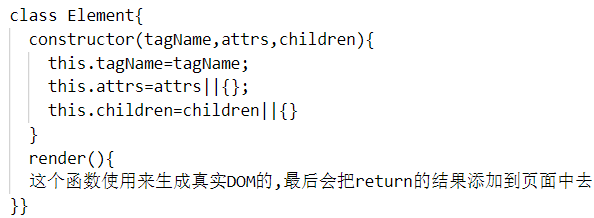 class Element{
constructor(tagName,attrs,children){
this.tagName=tagName;
this.attrs=attrs||{};
this.children=children||{}
}
render(){
这个函数使用来生成真实DOM的,最后会把return的结果添加到页面中去
}}